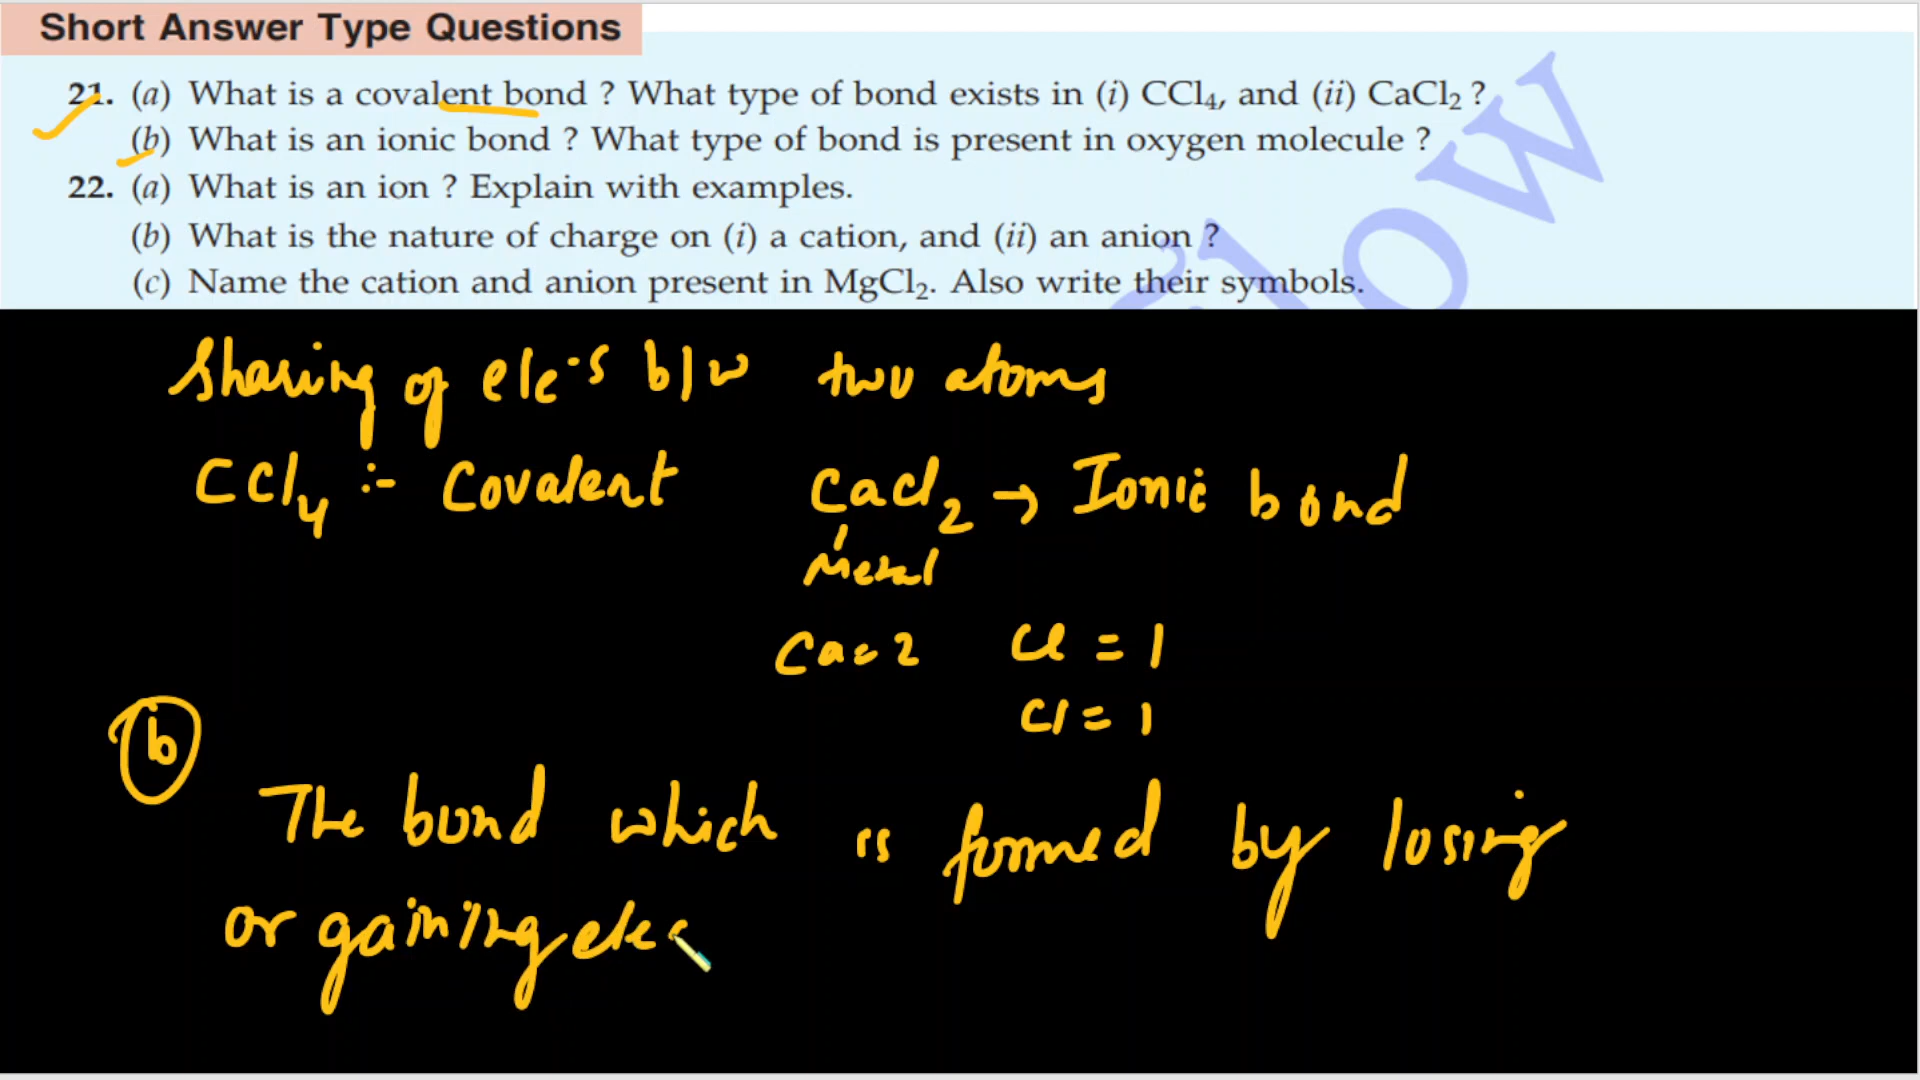 Short Answer Type Questions
21. (a) What is a covalent bond ? What type of bond exists in (i) CCl₄, and (ii) CaCl₂ ?
(b) What is an ionic bond ? What type of bond is present in oxygen molecule ?
22. (a) What is an ion ? Explain with examples.
(b) What is the nature of charge on (i) a cation, and (ii) an anion ?
(c) Name the cation and anion present in MgCl₂. Also write their symbols.
Sharing of ele-s b/w two atoms
CCl₄ :- Covalent CaCl₂ → Ionic bond
Metal
Ca = 2 Cl = 1
Cl = 1
b
The bond which is formed by losing
or gaining elec